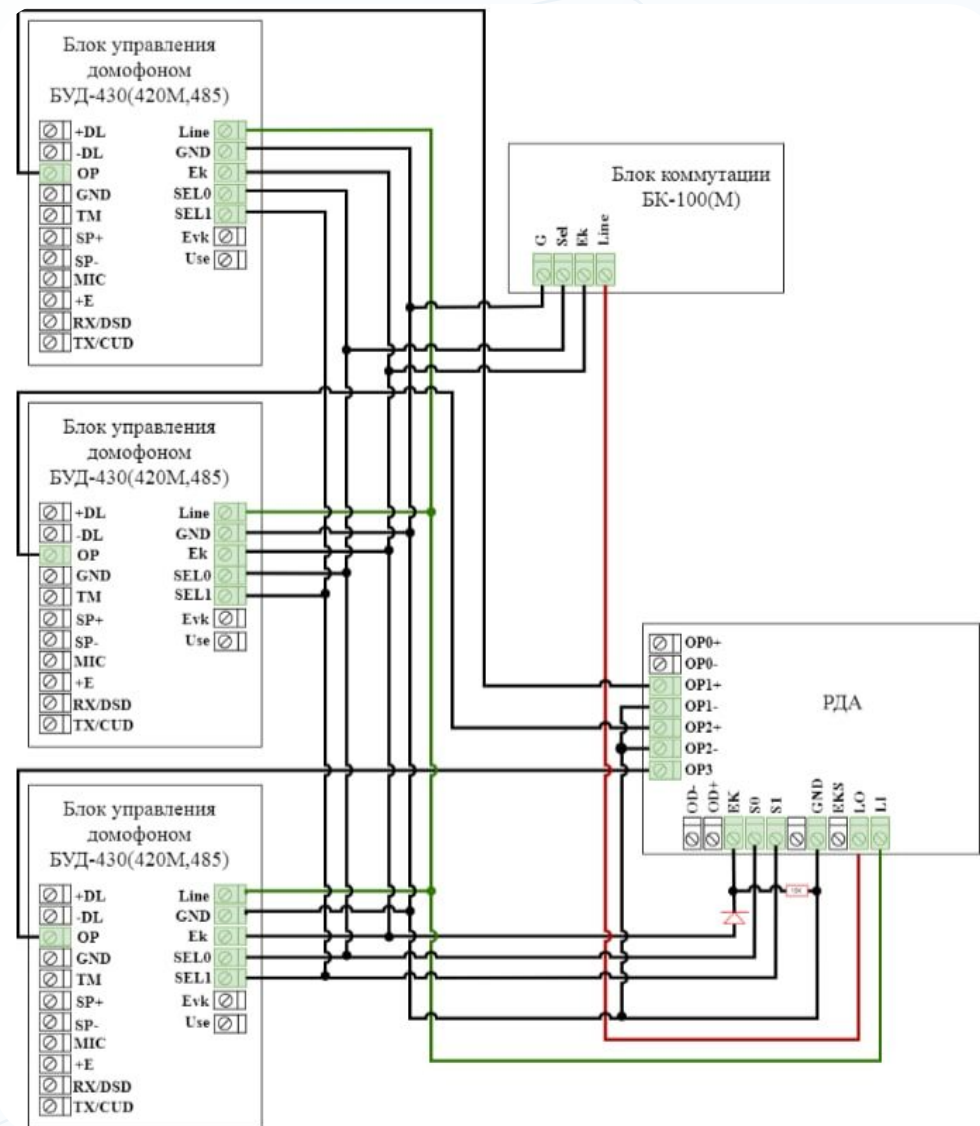 Блок управления
домофоном
БУД-430(420М,485)
+DL
-DL
OP
GND
TM
SP+
SP-
MIC
+E
RX/DSD
TX/CUD
Line
GND
Ek
SEL0
SEL1
Evk
Use
Блок коммутации
БК-100(М)
G
Sel
Ek
Line
Блок управления
домофоном
БУД-430(420М,485)
+DL
-DL
OP
GND
TM
SP+
SP-
MIC
+E
RX/DSD
TX/CUD
Line
GND
Ek
SEL0
SEL1
Evk
Use
OP0+
OP0-
OP1+
OP1-
OP2+
OP2-
OP3
РДА
OD-
OD+
EK
S0
S1
GND
EKS
LO
LI
Блок управления
домофоном
БУД-430(420М,485)
+DL
-DL
OP
GND
TM
SP+
SP-
MIC
+E
RX/DSD
TX/CUD
Line
GND
Ek
SEL0
SEL1
Evk
Use